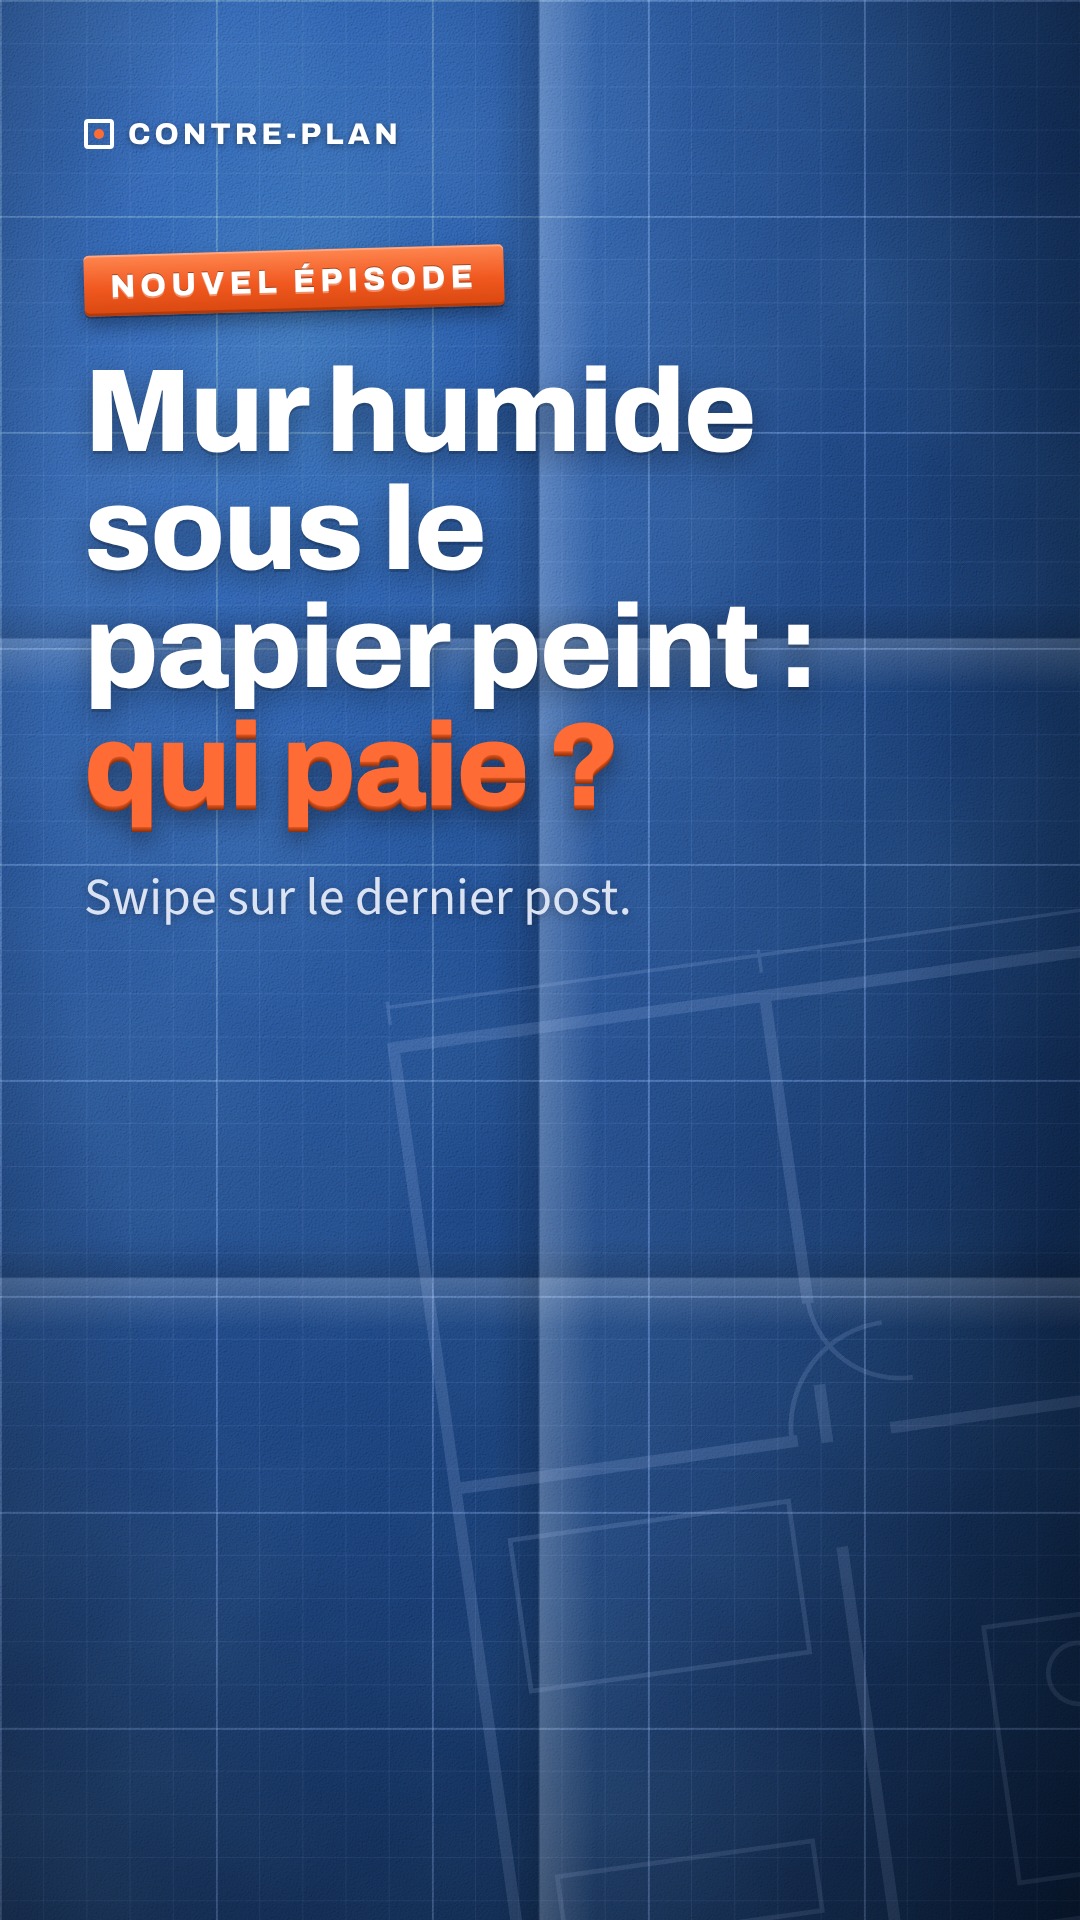 CONTRE-PLAN
NOUVEL ÉPISODE
Mur humide
sous le
papier peint :
qui paie ?
Swipe sur le dernier post.